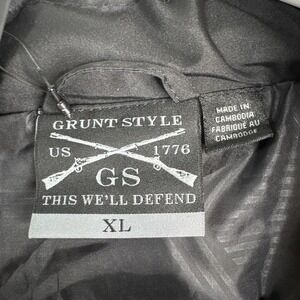 GRUNT STYLE
US 1776
GS
THIS WE'LL DEFEND
XL
MADE IN
CAMBODIA
FABRIQUÉ AU
CAMBODGE